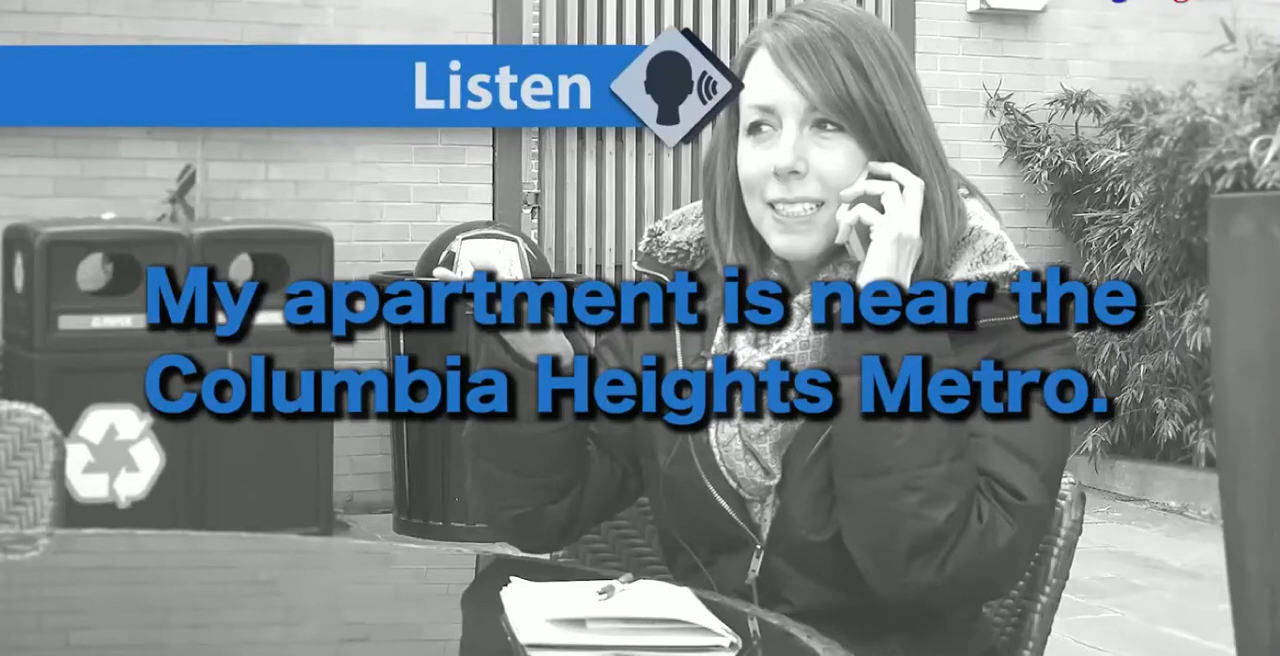 Listen
My apartment is near the
Columbia Heights Metro.